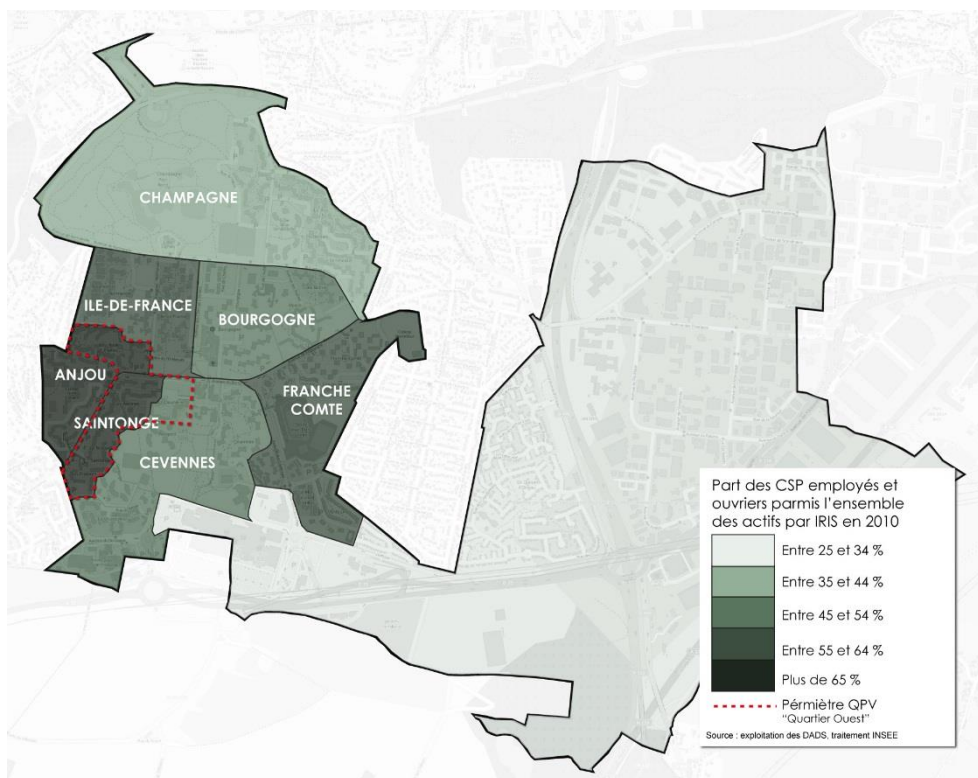 CHAMPAGNE
ILE-DE-FRANCE
BOURGOGNE
ANJOU
FRANCHE
COMTE
SAINTONGE
CEVENNES
Part des CSP employés et
ouvriers parmis l'ensemble
des actifs par IRIS en 2010
Entre 25 et 34 %
Entre 35 et 44 %
Entre 45 et 54 %
Entre 55 et 64 %
Plus de 65 %
Pérmiètre QPV
"Quartier Ouest"
Source : exploitation des DADS, traitement INSEE